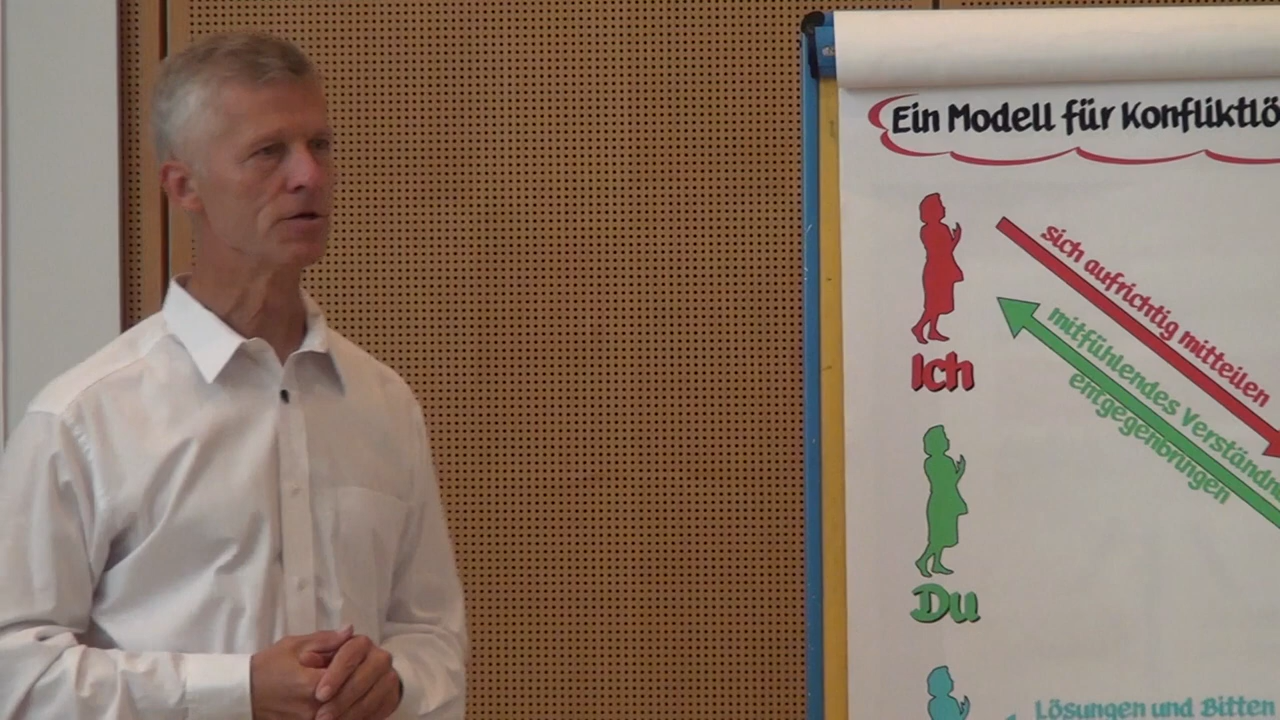 Ein Modell für Konfliktlö
sich aufrichtig mitteilen
mitfühlendes Verständn
entgegenbringen
Ich
Du
Lösungen und Bitten